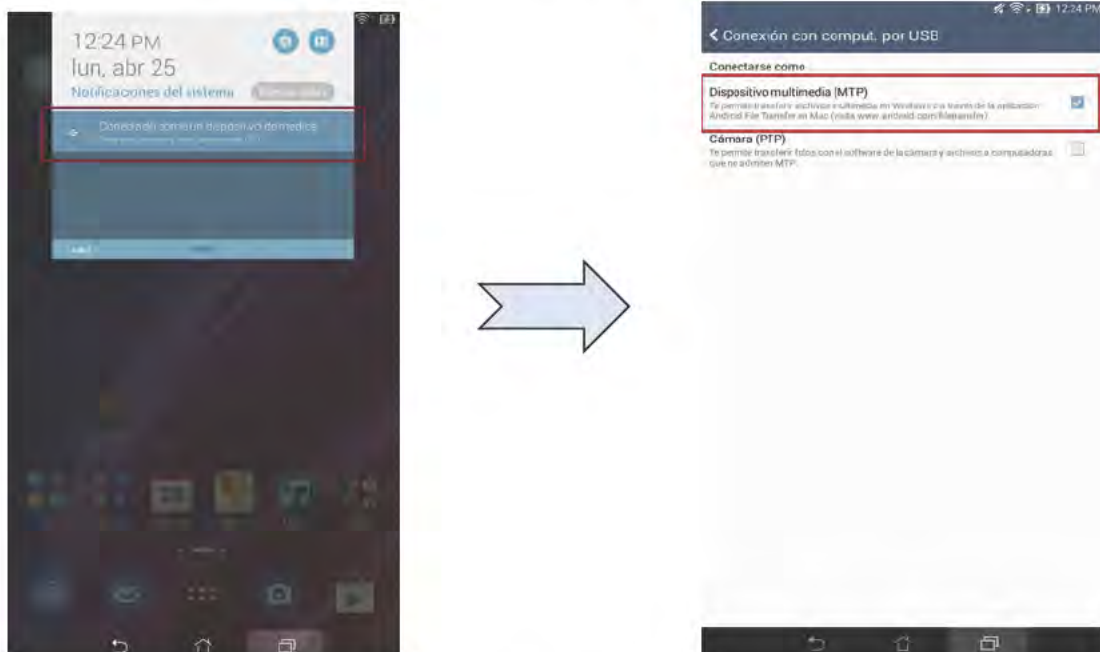 12:24 PM
lun, abr 25
Notificaciones del sistema
Conectado como un dispositivo de medios
12:24 PM
Conexión con comput. por USB
Conectarse como
Dispositivo multimedia (MTP)
Te permite transferir archivos multimedia en Windows o a través de la aplicación
Android File Transfer en Mac (visita www.android.com/filetransfer)
Cámara (PTP)
Te permite transferir fotos con el software de la cámara y archivos a computadoras
que no admiten MTP.